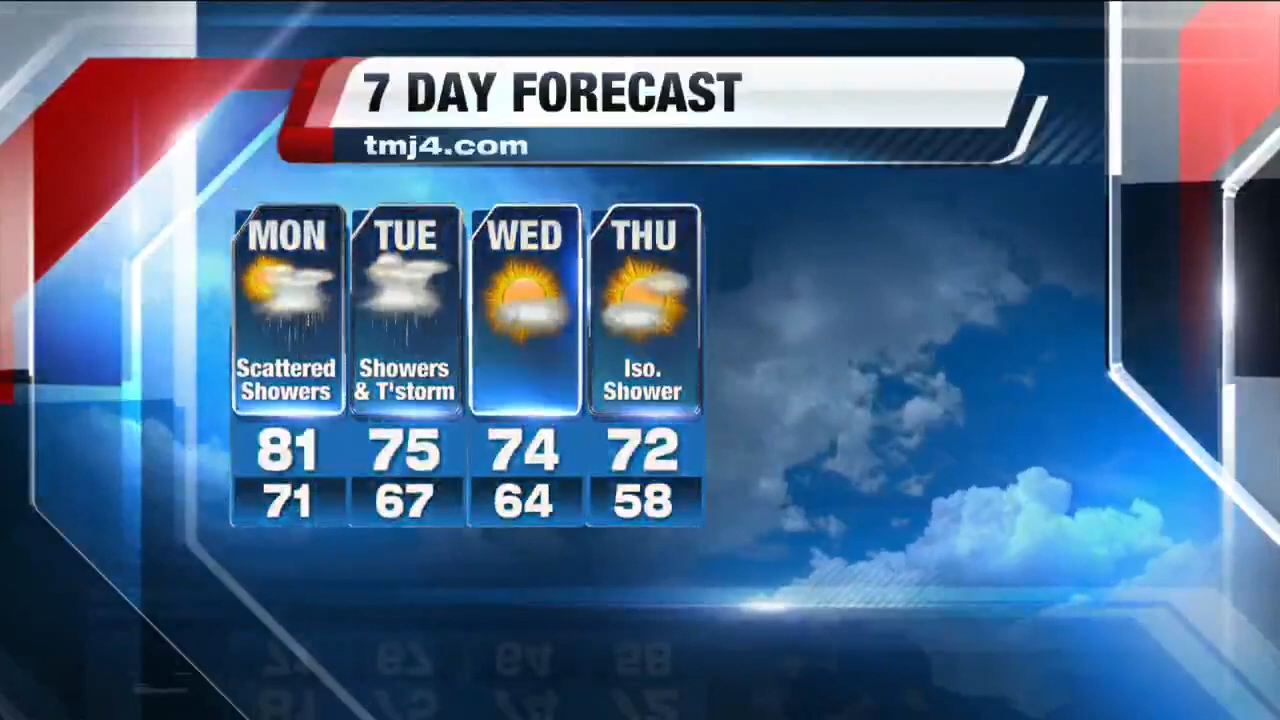 7 DAY FORECAST
tmj4.com
MON TUE WED THU
Scattered Showers & T'storm Iso.
Showers Shower
81 75 74 72
71 67 64 58